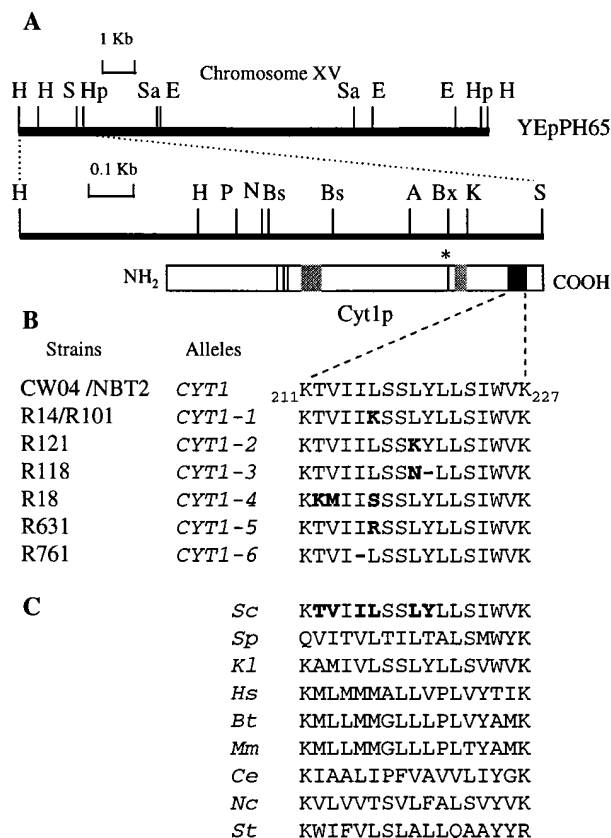 A
1 Kb
Chromosome XV
H H S Hp Sa E Sa E E Hp H
YEpPH65
0.1 Kb
H H P N Bs Bs A Bx K S
*
NH2 COOH
Cyt1p
B
Strains Alleles
CW04 /NBT2 CYT1 211KTVIILSSLYLLSIWVK227
R14/R101 CYT1-1 KTVIIKSSLYLLSIWVK
R121 CYT1-2 KTVIILSSKYLLSIWVK
R118 CYT1-3 KTVIILSSN-LLSIWVK
R18 CYT1-4 KKMIISSSLYLLSIWVK
R631 CYT1-5 KTVIIRSSLYLLSIWVK
R761 CYT1-6 KTVI-LSSLYLLSIWVK
C
Sc KTVIILSSLYLLSIWVK
Sp QVITVLTILTALSMWYK
Kl KAMIVLSSLYLLSVWVK
Hs KMLMMMALLVPLVYTIK
Bt KMLLMMGLLLPLVYAMK
Mm KMLLMMGLLLPLTYAMK
Ce KIAALIPFVAVVLIYGK
Nc KVLVVTSVLFALSVYVK
St KWIFVLSLALLQAAYYR